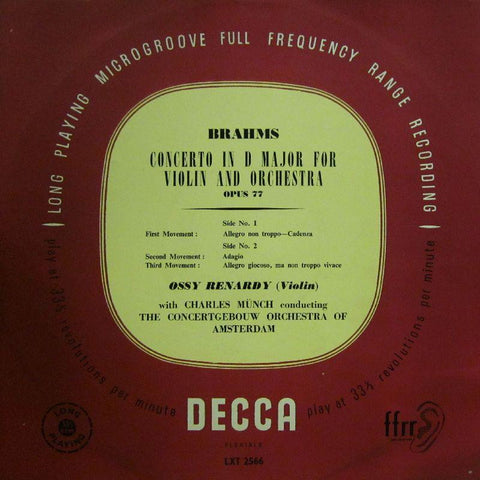 LONG PLAYING MICROGROOVE FULL FREQUENCY RANGE RECORDING
BRAHMS
CONCERTO IN D MAJOR FOR
VIOLIN AND ORCHESTRA
OPUS 77
Side No. 1
First Movement: Allegro non troppo—Cadenza
Side No. 2
Second Movement: Adagio
Third Movement: Allegro giocoso, ma non troppo vivace
OSSY RENARDY (Violin)
with CHARLES MÜNCH conducting
THE CONCERTGEBOUW ORCHESTRA OF
AMSTERDAM
play at 33⅓ revolutions per minute
play at 33⅓ revolutions per minute
LONG PLAYING
DECCA
ffrr
LXT 2566